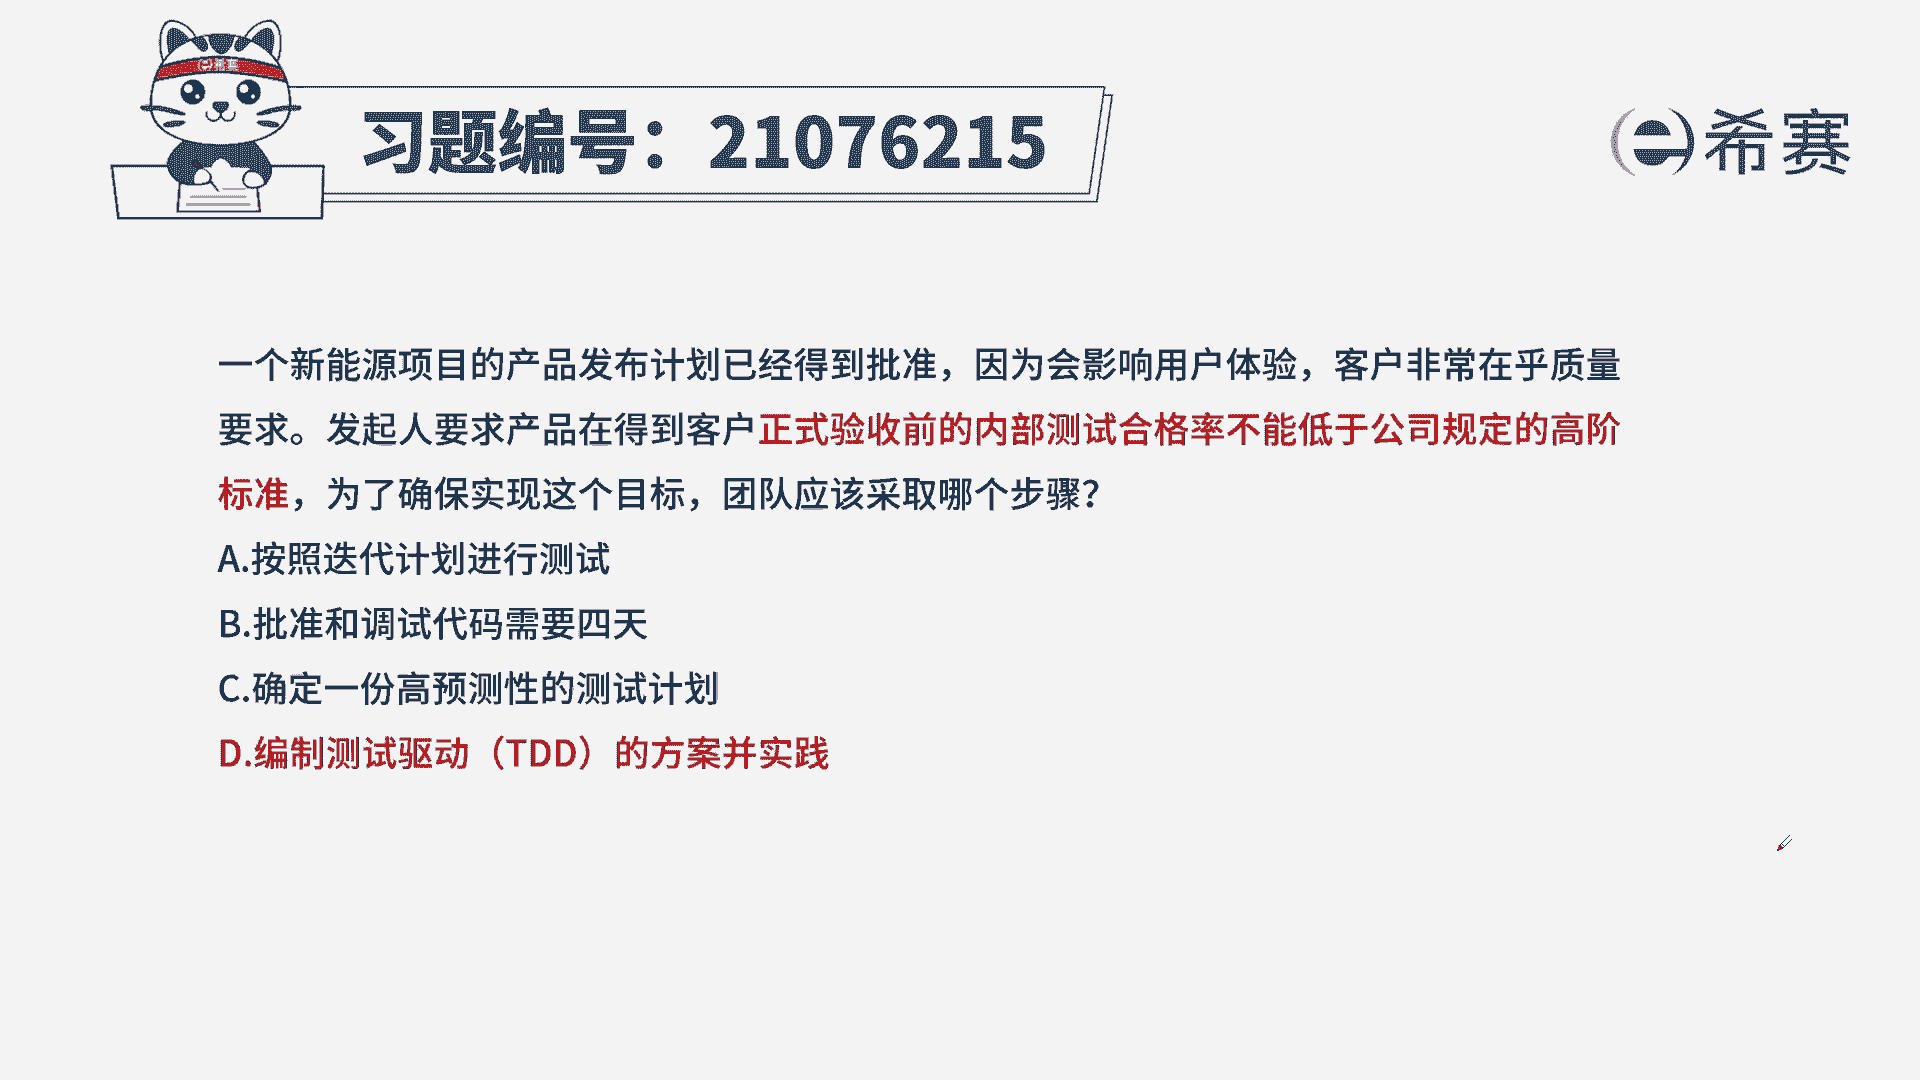 习题编号：21076215
希赛
一个新能源项目的产品发布计划已经得到批准，因为会影响用户体验，客户非常在乎质量
要求。发起人要求产品在得到客户正式验收前的内部测试合格率不能低于公司规定的高阶
标准，为了确保实现这个目标，团队应该采取哪个步骤？
A.按照迭代计划进行测试
B.批准和调试代码需要四天
C.确定一份高预测性的测试计划
D.编制测试驱动（TDD）的方案并实践